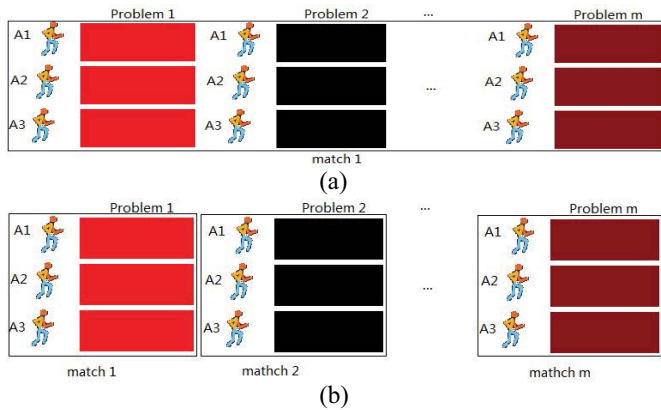 Problem 1 Problem 2 ... Problem m
A1 A1 A1
A2 A2 ... A2
A3 A3 A3
match 1
(a)
Problem 1 Problem 2 ... Problem m
A1 A1 A1
A2 A2 ... A2
A3 A3 A3
match 1 mathch 2 mathch m
(b)